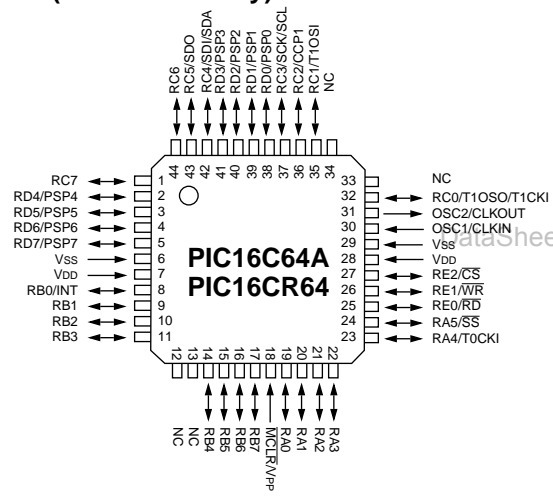 RC6
RC5/SDO
RC4/SDI/SDA
RD3/PSP3
RD2/PSP2
RD1/PSP1
RD0/PSP0
RC3/SCK/SCL
RC2/CCP1
RC1/T1OSI
NC
44
43
42
41
40
39
38
37
36
35
34
RC7 1
RD4/PSP4 2
RD5/PSP5 3
RD6/PSP6 4
RD7/PSP7 5
VSS 6
VDD 7
RB0/INT 8
RB1 9
RB2 10
RB3 11
PIC16C64A
PIC16CR64
33 NC
32 RC0/T1OSO/T1CKI
31 OSC2/CLKOUT
30 OSC1/CLKIN
29 VSS
28 VDD
27 RE2/CS
26 RE1/WR
25 RE0/RD
24 RA5/SS
23 RA4/T0CKI
DataShee
12
13
14
15
16
17
18
19
20
21
22
NC
NC
RB4
RB5
RB6
RB7
MCLR/VPP
RA0
RA1
RA2
RA3